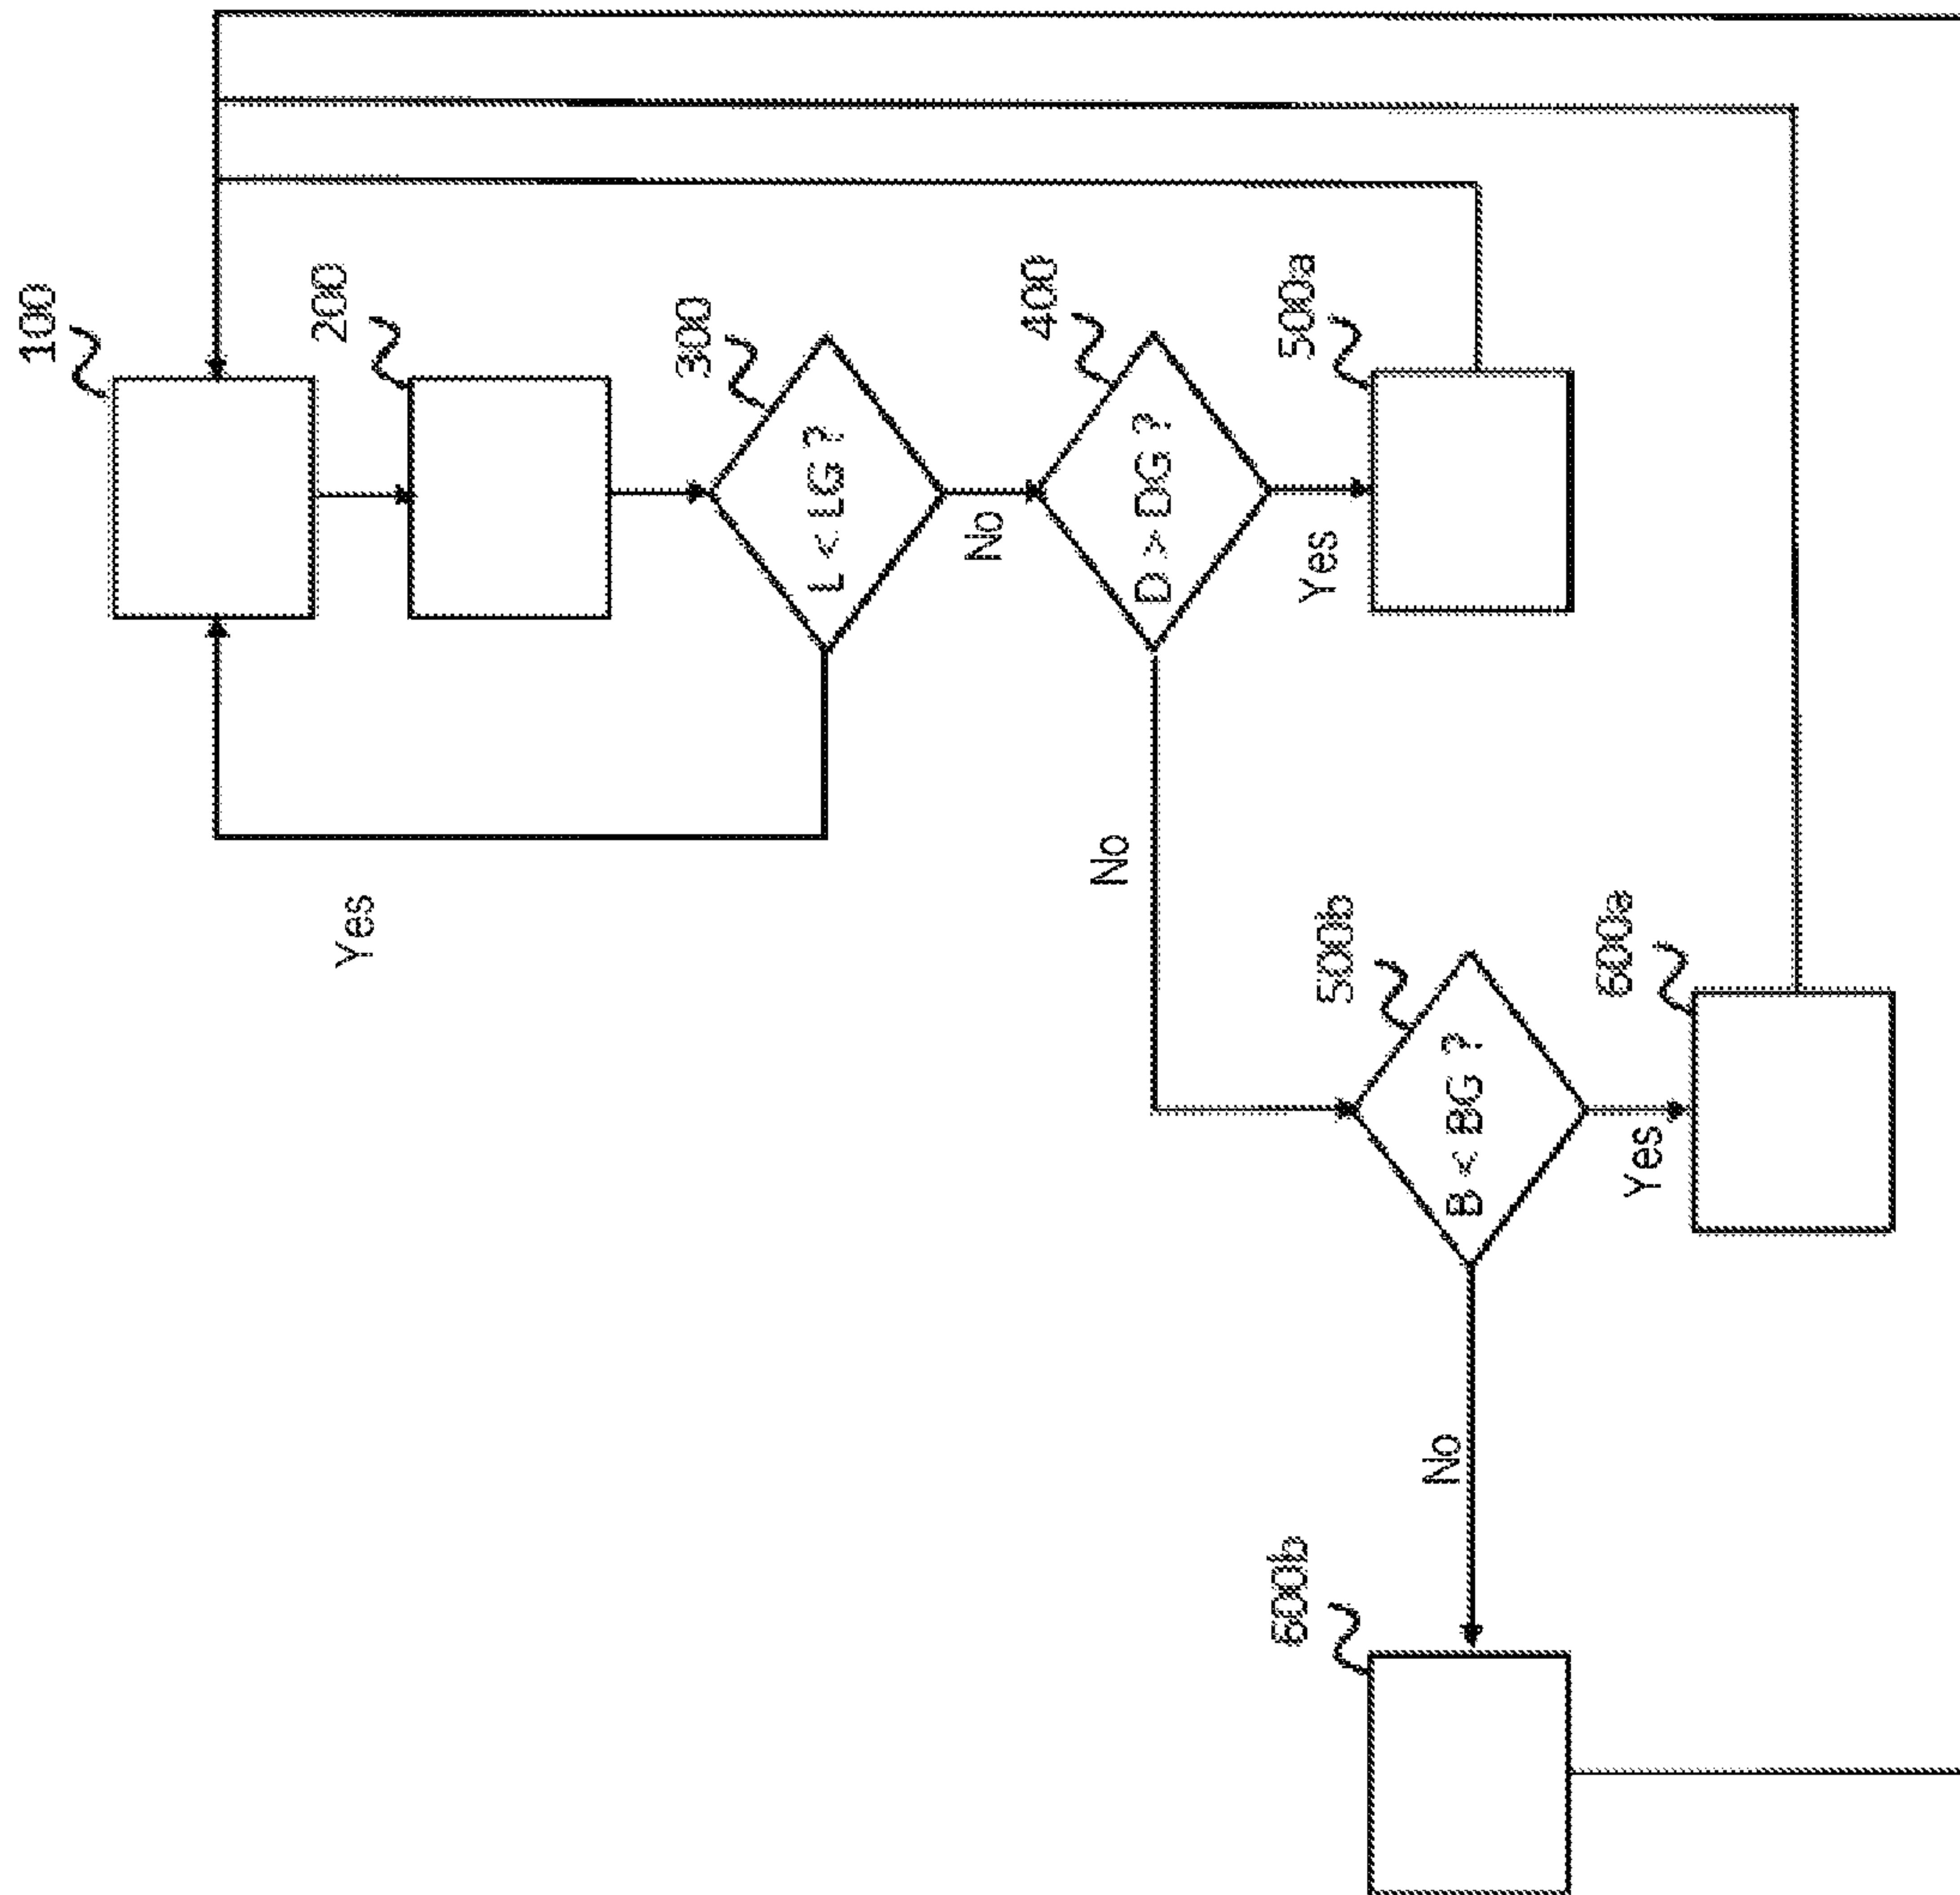 100
200
300
L < LG ?
Yes
No
400
D > DG ?
No
Yes
500a
500b
B < BG ?
No
Yes
600a
600b